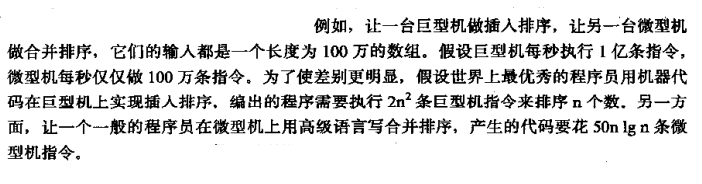 例如，让一台巨型机做插入排序，让另一台微型机
做合并排序，它们的输入都是一个长度为 100 万的数组。假设巨型机每秒执行 1 亿条指令，
微型机每秒仅仅做 100 万条指令。为了使差别更明显，假设世界上最优秀的程序员用机器代
码在巨型机上实现插入排序，编出的程序需要执行 2n² 条巨型机指令来排序 n 个数。另一方
面，让一个一般的程序员在微型机上用高级语言写合并排序，产生的代码要花 50n lg n 条微
型机指令。